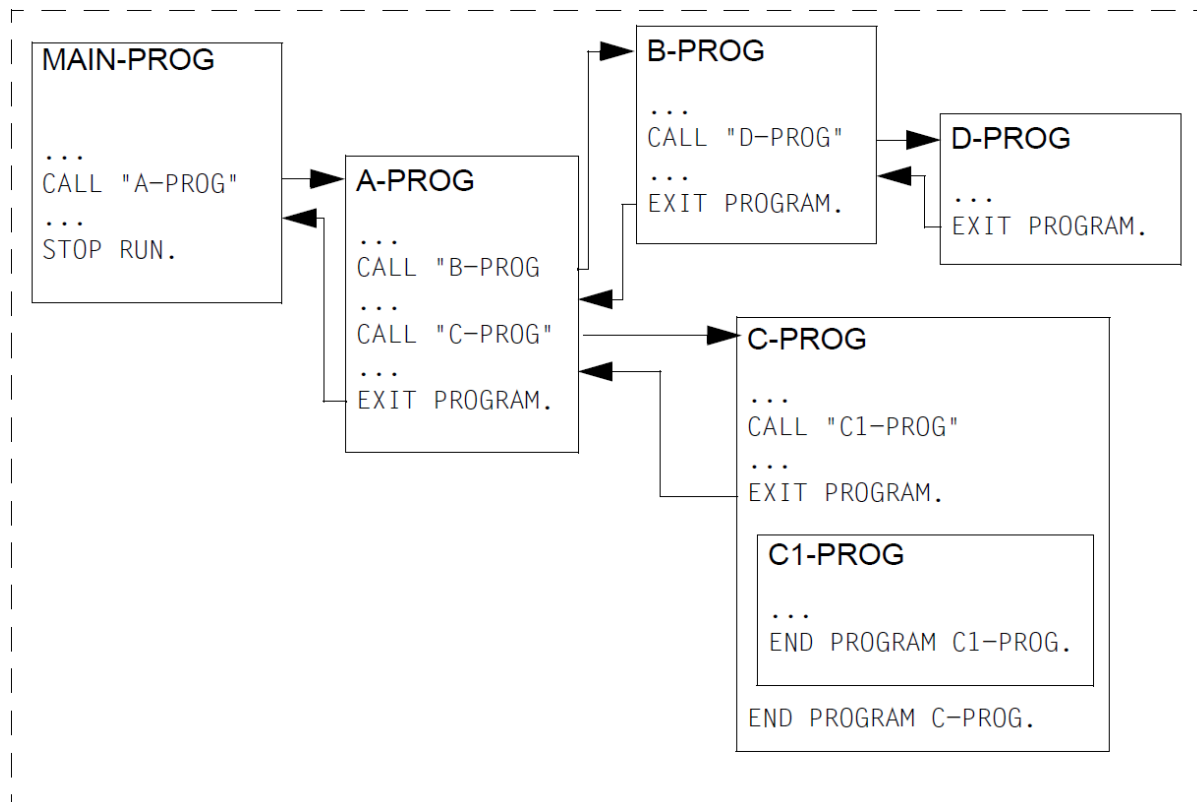 MAIN-PROG
...
CALL "A-PROG"
...
STOP RUN.
A-PROG
...
CALL "B-PROG
...
CALL "C-PROG"
...
EXIT PROGRAM.
B-PROG
...
CALL "D-PROG"
...
EXIT PROGRAM.
D-PROG
...
EXIT PROGRAM.
C-PROG
...
CALL "C1-PROG"
...
EXIT PROGRAM.
C1-PROG
...
END PROGRAM C1-PROG.
END PROGRAM C-PROG.